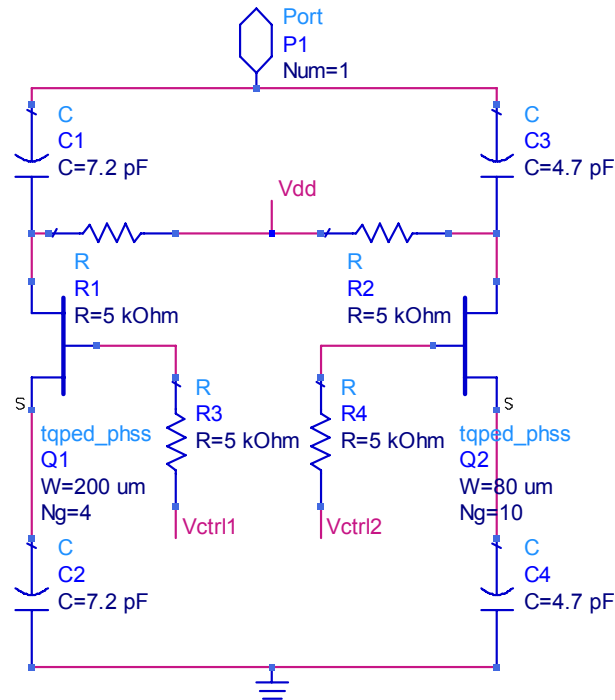 Port
P1
Num=1
C
C1
C=7.2 pF
C
C3
C=4.7 pF
Vdd
R
R1
R=5 kOhm
R
R2
R=5 kOhm
S
tqped_phss
Q1
W=200 um
Ng=4
R
R3
R=5 kOhm
Vctrl1
R
R4
R=5 kOhm
Vctrl2
S
tqped_phss
Q2
W=80 um
Ng=10
C
C2
C=7.2 pF
C
C4
C=4.7 pF